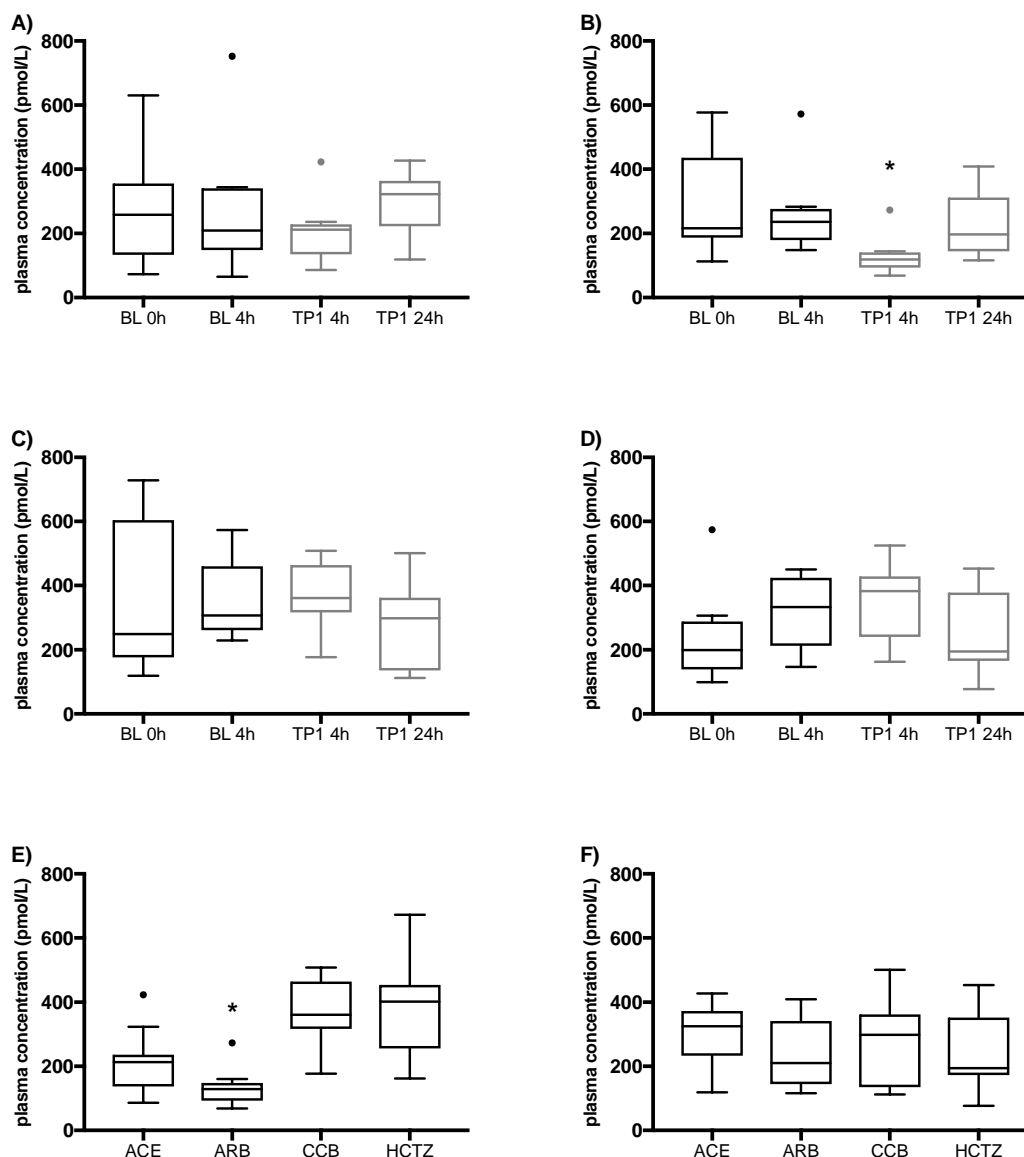 A)
plasma concentration (pmol/L)
800
600
400
200
0
BL 0h BL 4h TP1 4h TP1 24h
B)
plasma concentration (pmol/L)
800
600
400
200
0
*
BL 0h BL 4h TP1 4h TP1 24h
C)
plasma concentration (pmol/L)
800
600
400
200
0
BL 0h BL 4h TP1 4h TP1 24h
D)
plasma concentration (pmol/L)
800
600
400
200
0
BL 0h BL 4h TP1 4h TP1 24h
E)
plasma concentration (pmol/L)
800
600
400
200
0
*
ACE ARB CCB HCTZ
F)
plasma concentration (pmol/L)
800
600
400
200
0
ACE ARB CCB HCTZ